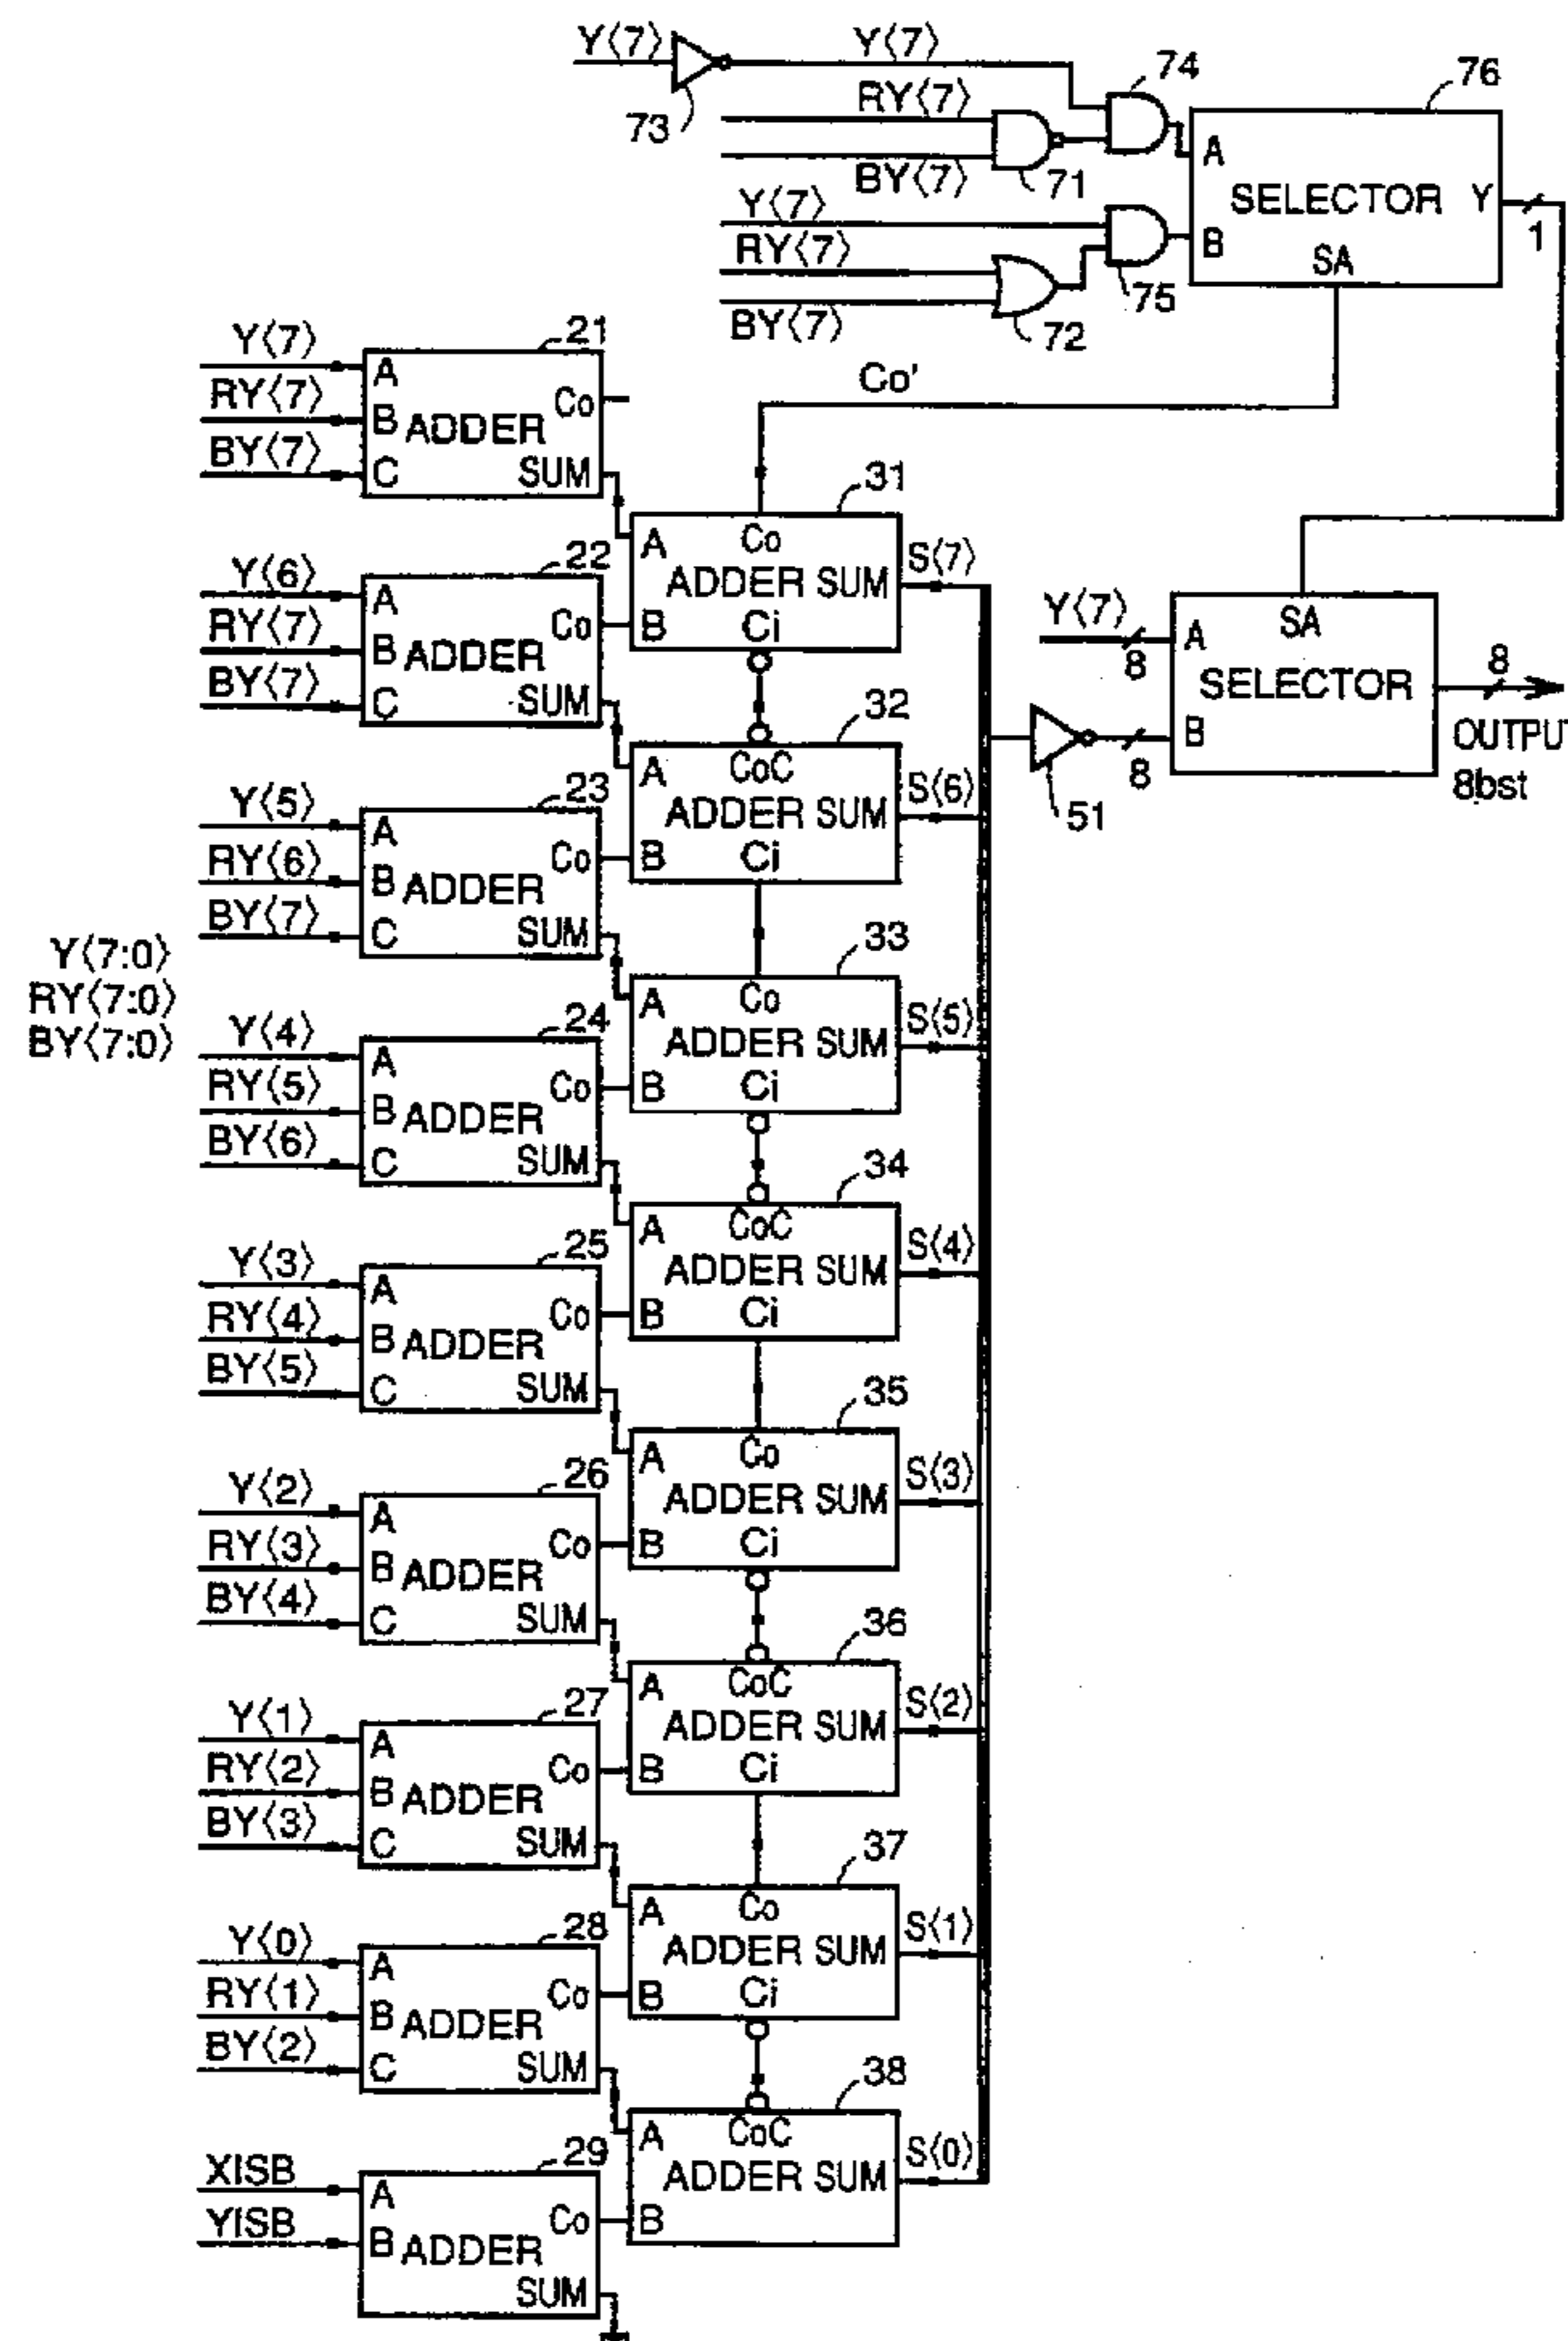 Y⟨7⟩ Y⟨7⟩
73
RY⟨7⟩
BY⟨7⟩
71
74
76
Y⟨7⟩
RY⟨7⟩
BY⟨7⟩
72
75
A
SELECTOR Y
B
SA
1
Co'
Y⟨7⟩
RY⟨7⟩
BY⟨7⟩
21
A
B ADDER
C
Co
SUM
31
A Co
ADDER SUM
B Ci
S⟨7⟩
Y⟨6⟩
RY⟨7⟩
BY⟨7⟩
22
A
B ADDER
C
Co
SUM
Y⟨7⟩
8
A SA
SELECTOR
B
8
OUTPUT
8bst
51
8
32
A CoC
ADDER SUM
B Ci
S⟨6⟩
Y⟨5⟩
RY⟨6⟩
BY⟨7⟩
23
A
B ADDER
C
Co
SUM
Y⟨7:0⟩
RY⟨7:0⟩
BY⟨7:0⟩
33
A Co
ADDER SUM
B Ci
S⟨5⟩
Y⟨4⟩
RY⟨5⟩
BY⟨6⟩
24
A
B ADDER
C
Co
SUM
34
A CoC
ADDER SUM
B Ci
S⟨4⟩
Y⟨3⟩
RY⟨4⟩
BY⟨5⟩
25
A
B ADDER
C
Co
SUM
35
A Co
ADDER SUM
B Ci
S⟨3⟩
Y⟨2⟩
RY⟨3⟩
BY⟨4⟩
26
A
B ADDER
C
Co
SUM
36
A CoC
ADDER SUM
B Ci
S⟨2⟩
Y⟨1⟩
RY⟨2⟩
BY⟨3⟩
27
A
B ADDER
C
Co
SUM
37
A Co
ADDER SUM
B Ci
S⟨1⟩
Y⟨0⟩
RY⟨1⟩
BY⟨2⟩
28
A
B ADDER
C
Co
SUM
38
A CoC
ADDER SUM
B
S⟨0⟩
XISB
YISB
29
A
B ADDER
Co
SUM